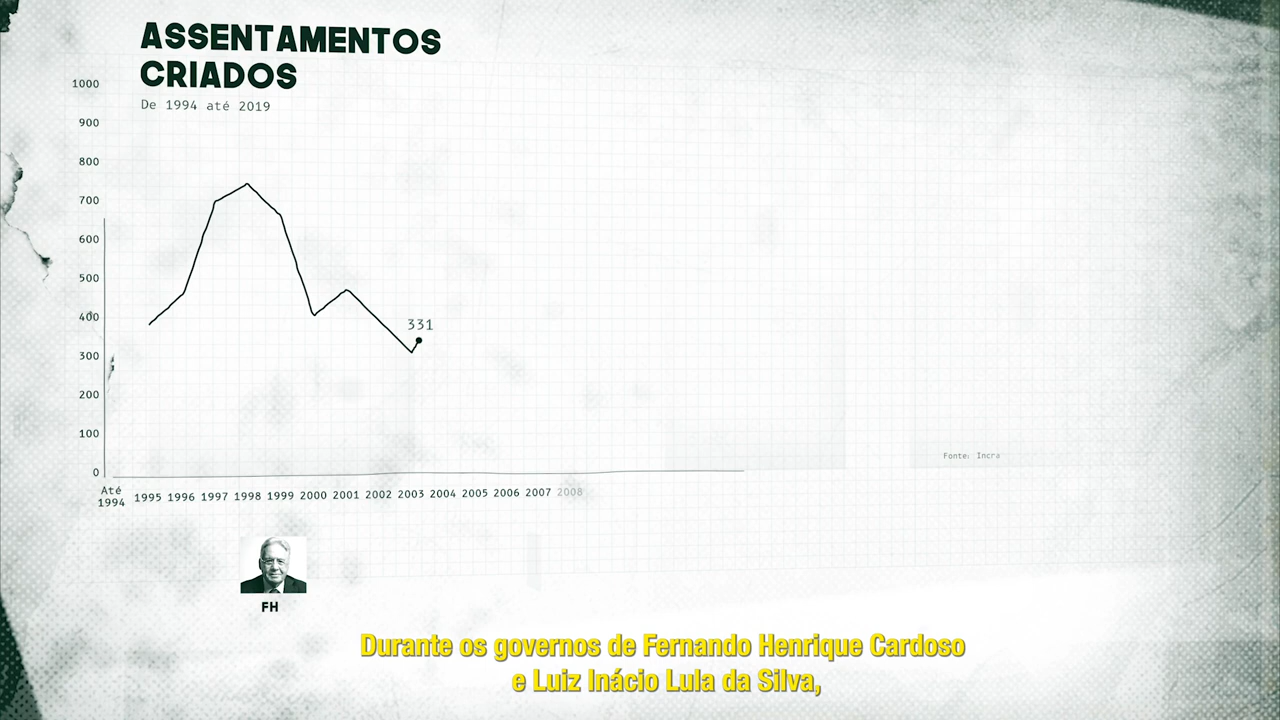 ASSENTAMENTOS
CRIADOS
De 1994 até 2019
1000
900
800
700
600
500
400
300
200
100
0
331
Fonte: Incra
Até
1994 1995 1996 1997 1998 1999 2000 2001 2002 2003 2004 2005 2006 2007 2008
FH
Durante os governos de Fernando Henrique Cardoso
e Luiz Inácio Lula da Silva,